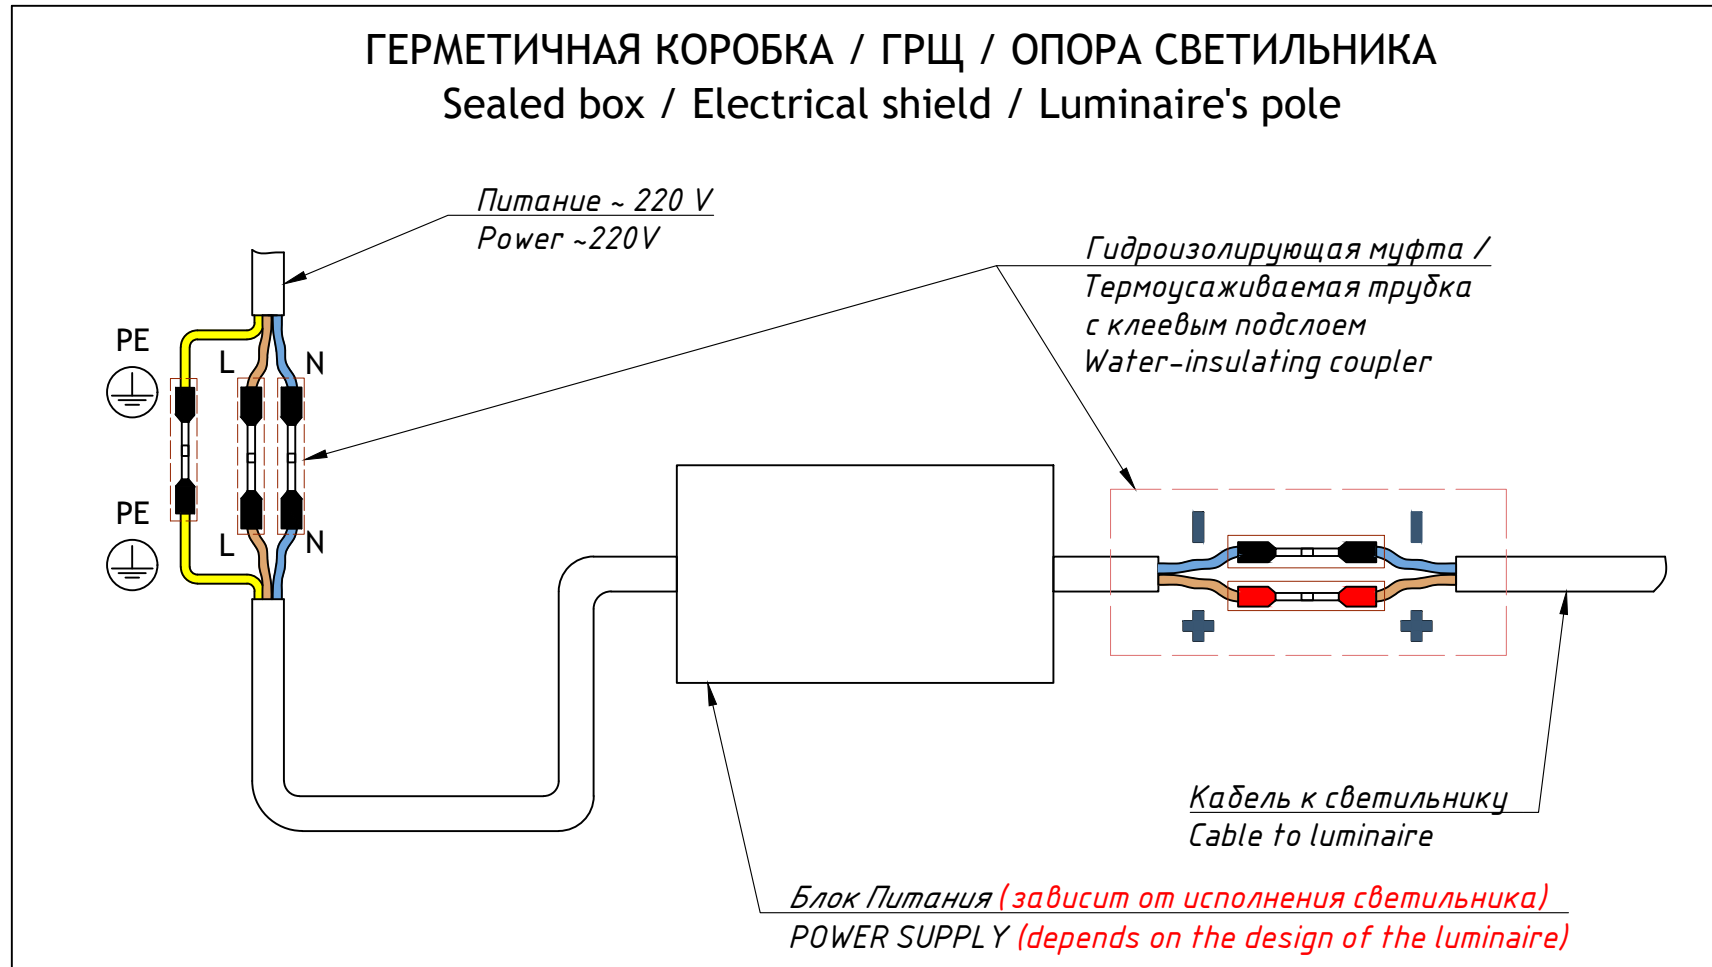 ГЕРМЕТИЧНАЯ КОРОБКА / ГРЩ / ОПОРА СВЕТИЛЬНИКА
Sealed box / Electrical shield / Luminaire's pole
Питание ~ 220 V
Power ~220V
Гидроизолирующая муфта /
Термоусаживаемая трубка
с клеевым подслоем
Water-insulating coupler
PE
L
N
PE
L
N
Кабель к светильнику
Cable to luminaire
Блок Питания (зависит от исполнения светильника)
POWER SUPPLY (depends on the design of the luminaire)